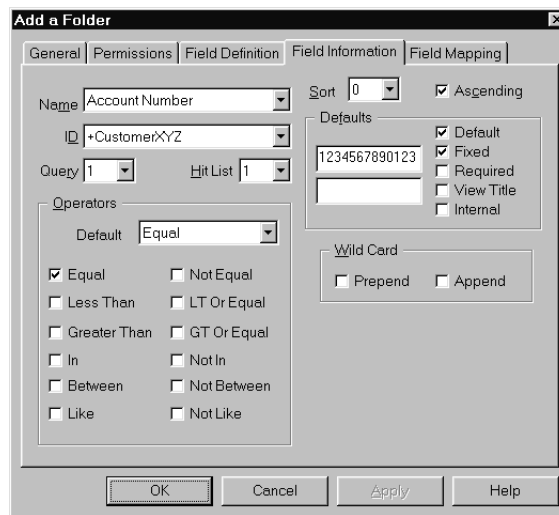 Add a Folder
General Permissions Field Definition Field Information Field Mapping
Name Account Number
ID +CustomerXYZ
Query 1 Hit List 1
Operators
Default Equal
Equal Not Equal
Less Than LT Or Equal
Greater Than GT Or Equal
In Not In
Between Not Between
Like Not Like
Sort 0 Ascending
Defaults
Default
1234567890123 Fixed
Required
View Title
Internal
Wild Card
Prepend Append
OK Cancel Apply Help